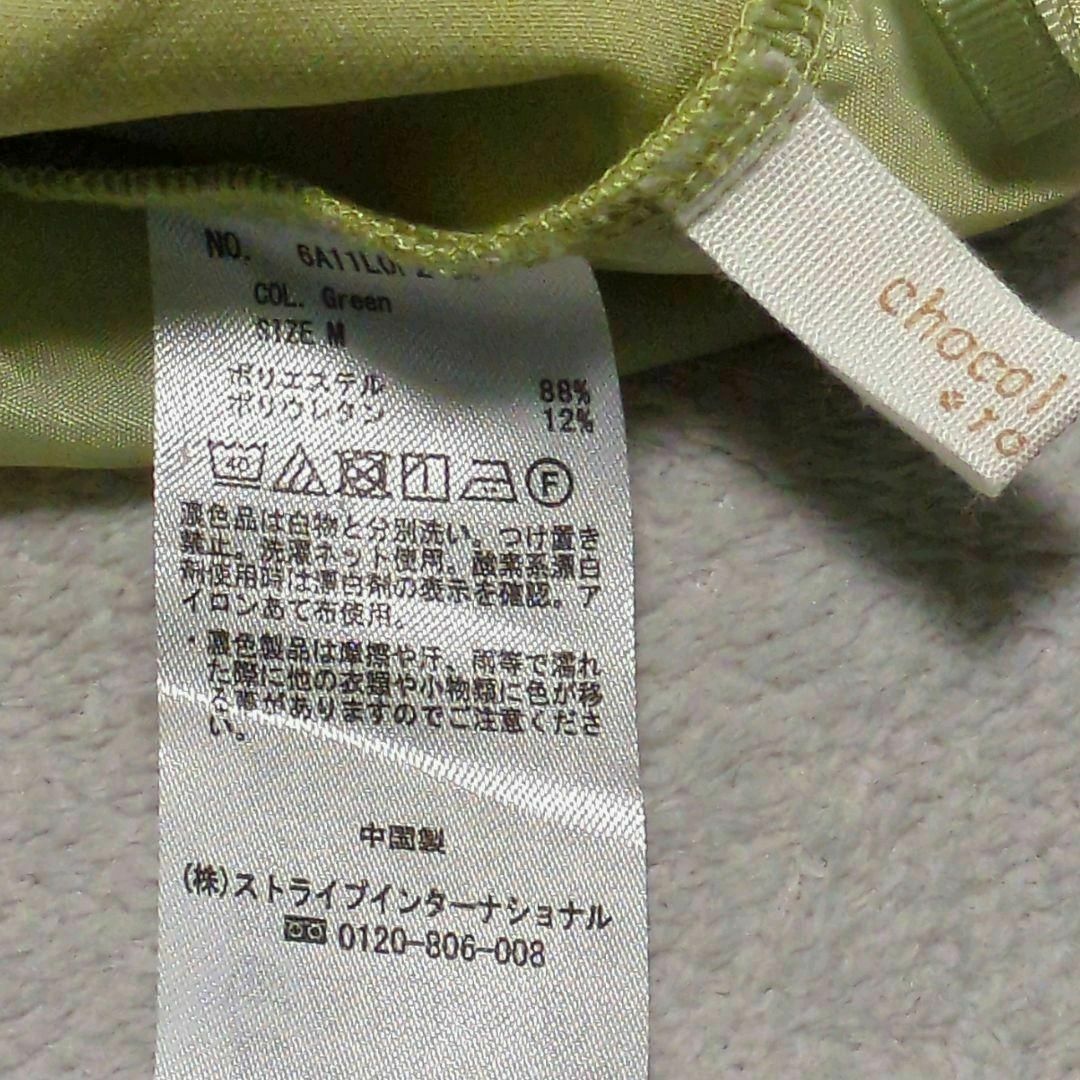 NO.
COL. Green
SIZE M
ポリエステル 88%
ポリウレタン 12%
40
F
濃色品は白物と分別洗い。つけ置き
禁止。洗濯ネット使用。酸素系漂白
剤使用時は漂白剤の表示を確認。ア
イロンあて布使用。
・濃色製品は摩擦や汗、雨等で濡れ
た際に他の衣類や小物類に色が移
る事がありますのでご注意くださ
い。
中国製
(株)ストライプインターナショナル
0120-806-008
chocol